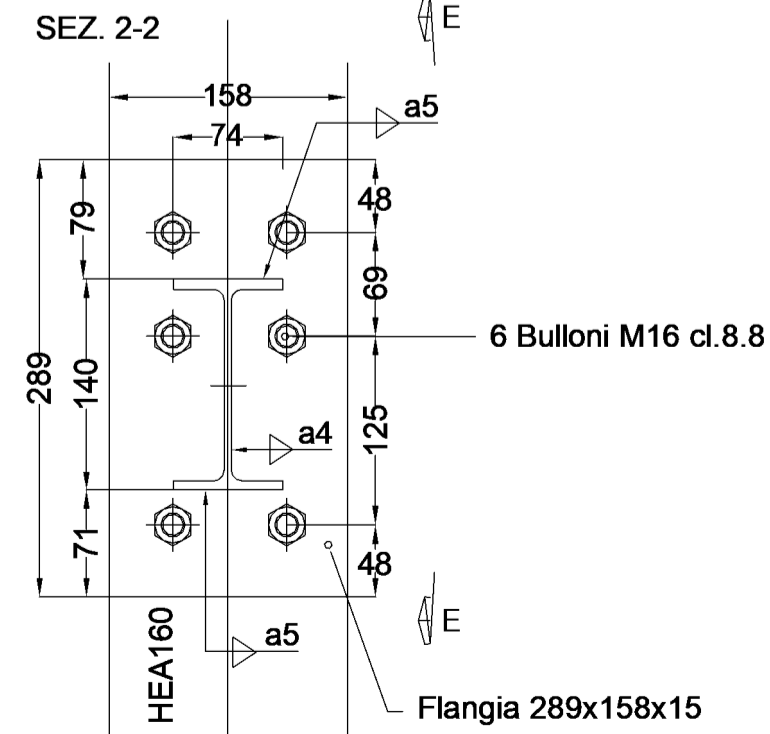 SEZ. 2-2
E
158
a5
74
48
79
69
6 Bulloni M16 cl.8.8
289
140
125
a4
71
48
HEA160
a5
E
Flangia 289x158x15